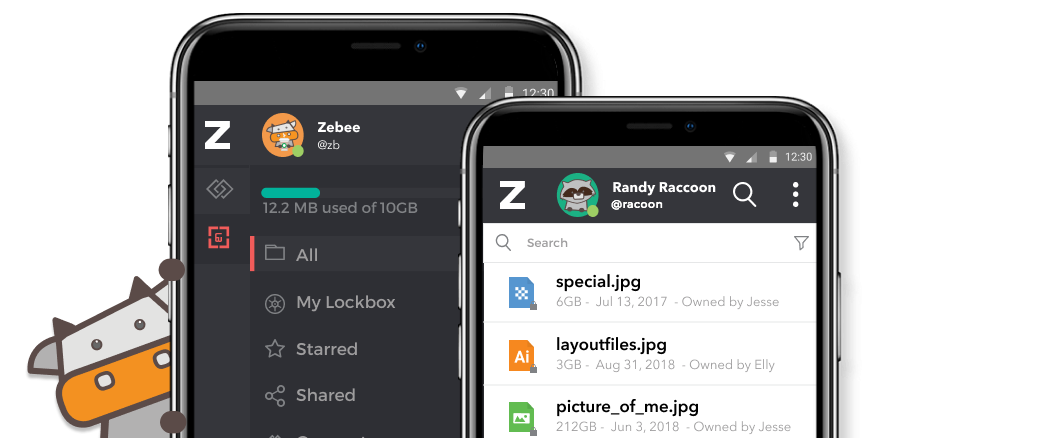 12:30
Z
Zebee
@zb
12.2 MB used of 10GB
All
My Lockbox
Starred
Shared
12:30
Z
Randy Raccoon
@racoon
Search
special.jpg
6GB - Jul 13, 2017 - Owned by Jesse
Ai
layoutfiles.jpg
3GB - Aug 31, 2018 - Owned by Elly
picture_of_me.jpg
212GB - Jun 3, 2018 - Owned by Jesse